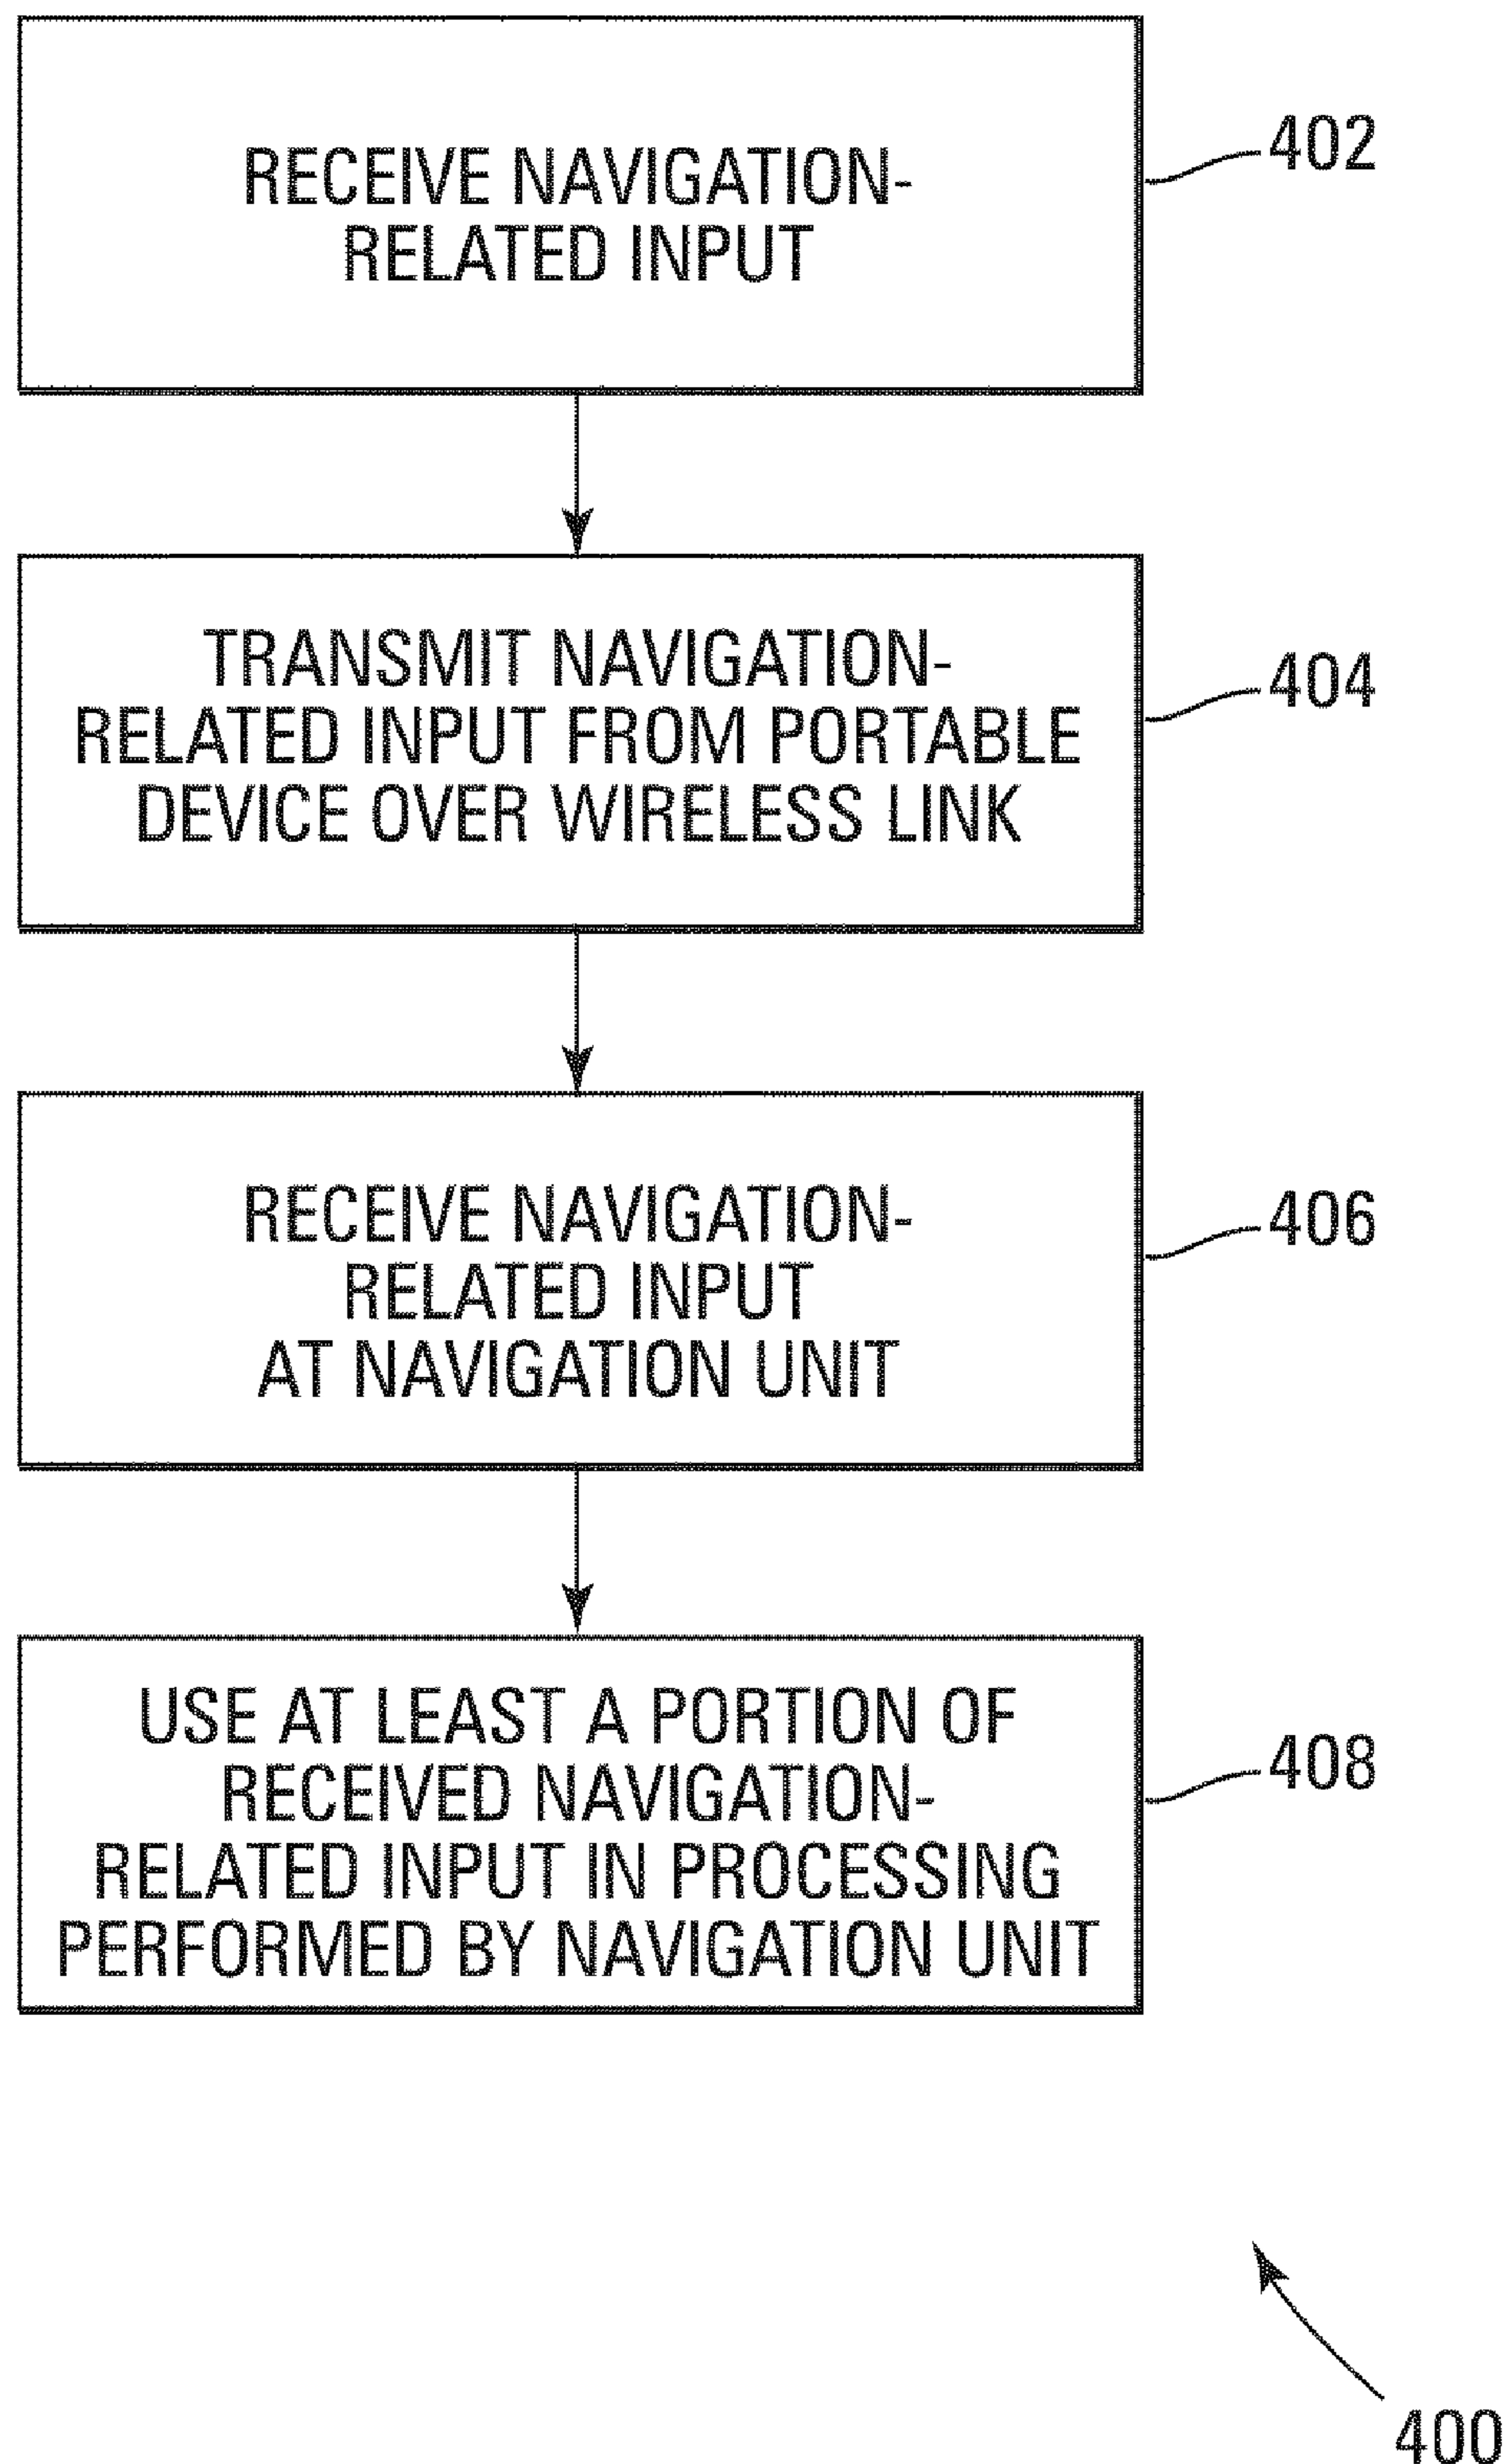 RECEIVE NAVIGATION-
RELATED INPUT
402
TRANSMIT NAVIGATION-
RELATED INPUT FROM PORTABLE
DEVICE OVER WIRELESS LINK
404
RECEIVE NAVIGATION-
RELATED INPUT
AT NAVIGATION UNIT
406
USE AT LEAST A PORTION OF
RECEIVED NAVIGATION-
RELATED INPUT IN PROCESSING
PERFORMED BY NAVIGATION UNIT
408
400